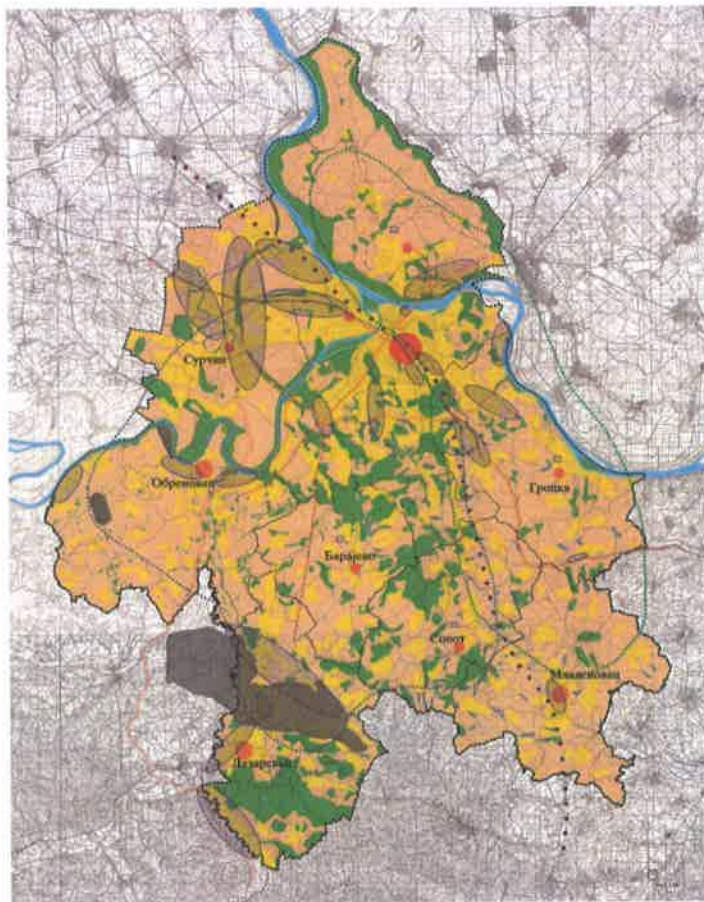 Сурчин
Обреновац
Гроцка
Барајево
Сопот
Младеновац
Лазаревац